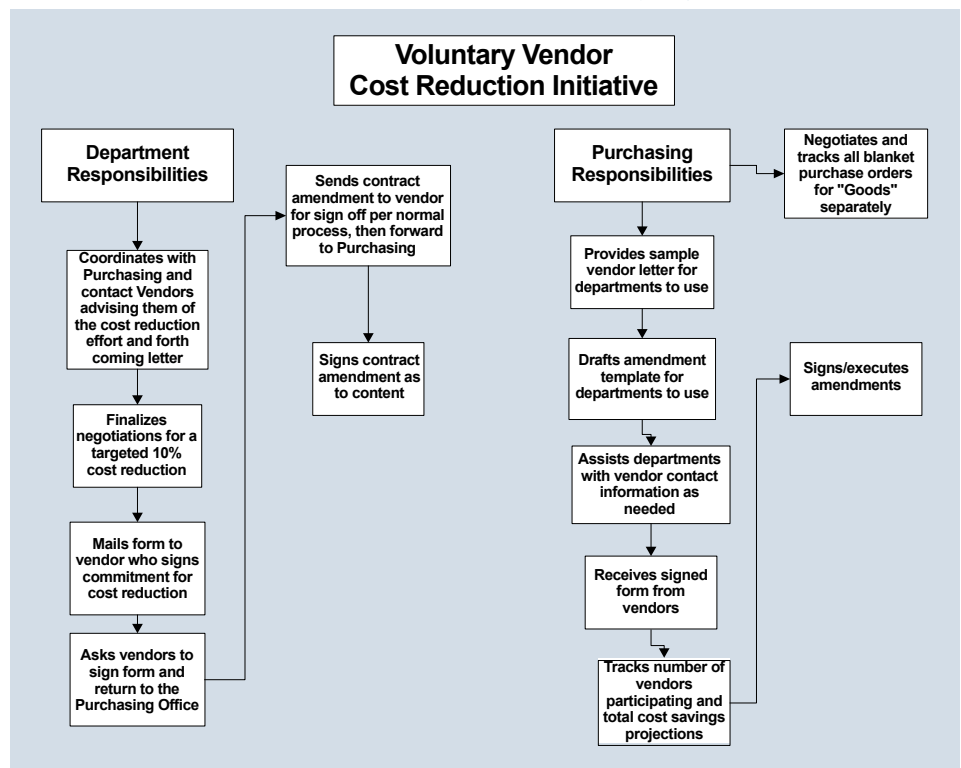 Voluntary Vendor
Cost Reduction Initiative
Department
Responsibilities
Coordinates with
Purchasing and
contact Vendors
advising them of
the cost reduction
effort and forth
coming letter
Finalizes
negotiations for a
targeted 10%
cost reduction
Mails form to
vendor who signs
commitment for
cost reduction
Asks vendors to
sign form and
return to the
Purchasing Office
Sends contract
amendment to vendor
for sign off per normal
process, then forward
to Purchasing
Signs contract
amendment as
to content
Purchasing
Responsibilities
Negotiates and
tracks all blanket
purchase orders
for "Goods"
separately
Provides sample
vendor letter for
departments to use
Drafts amendment
template for
departments to use
Assists departments
with vendor contact
information as
needed
Receives signed
form from
vendors
Tracks number of
vendors
participating and
total cost savings
projections
Signs/executes
amendments